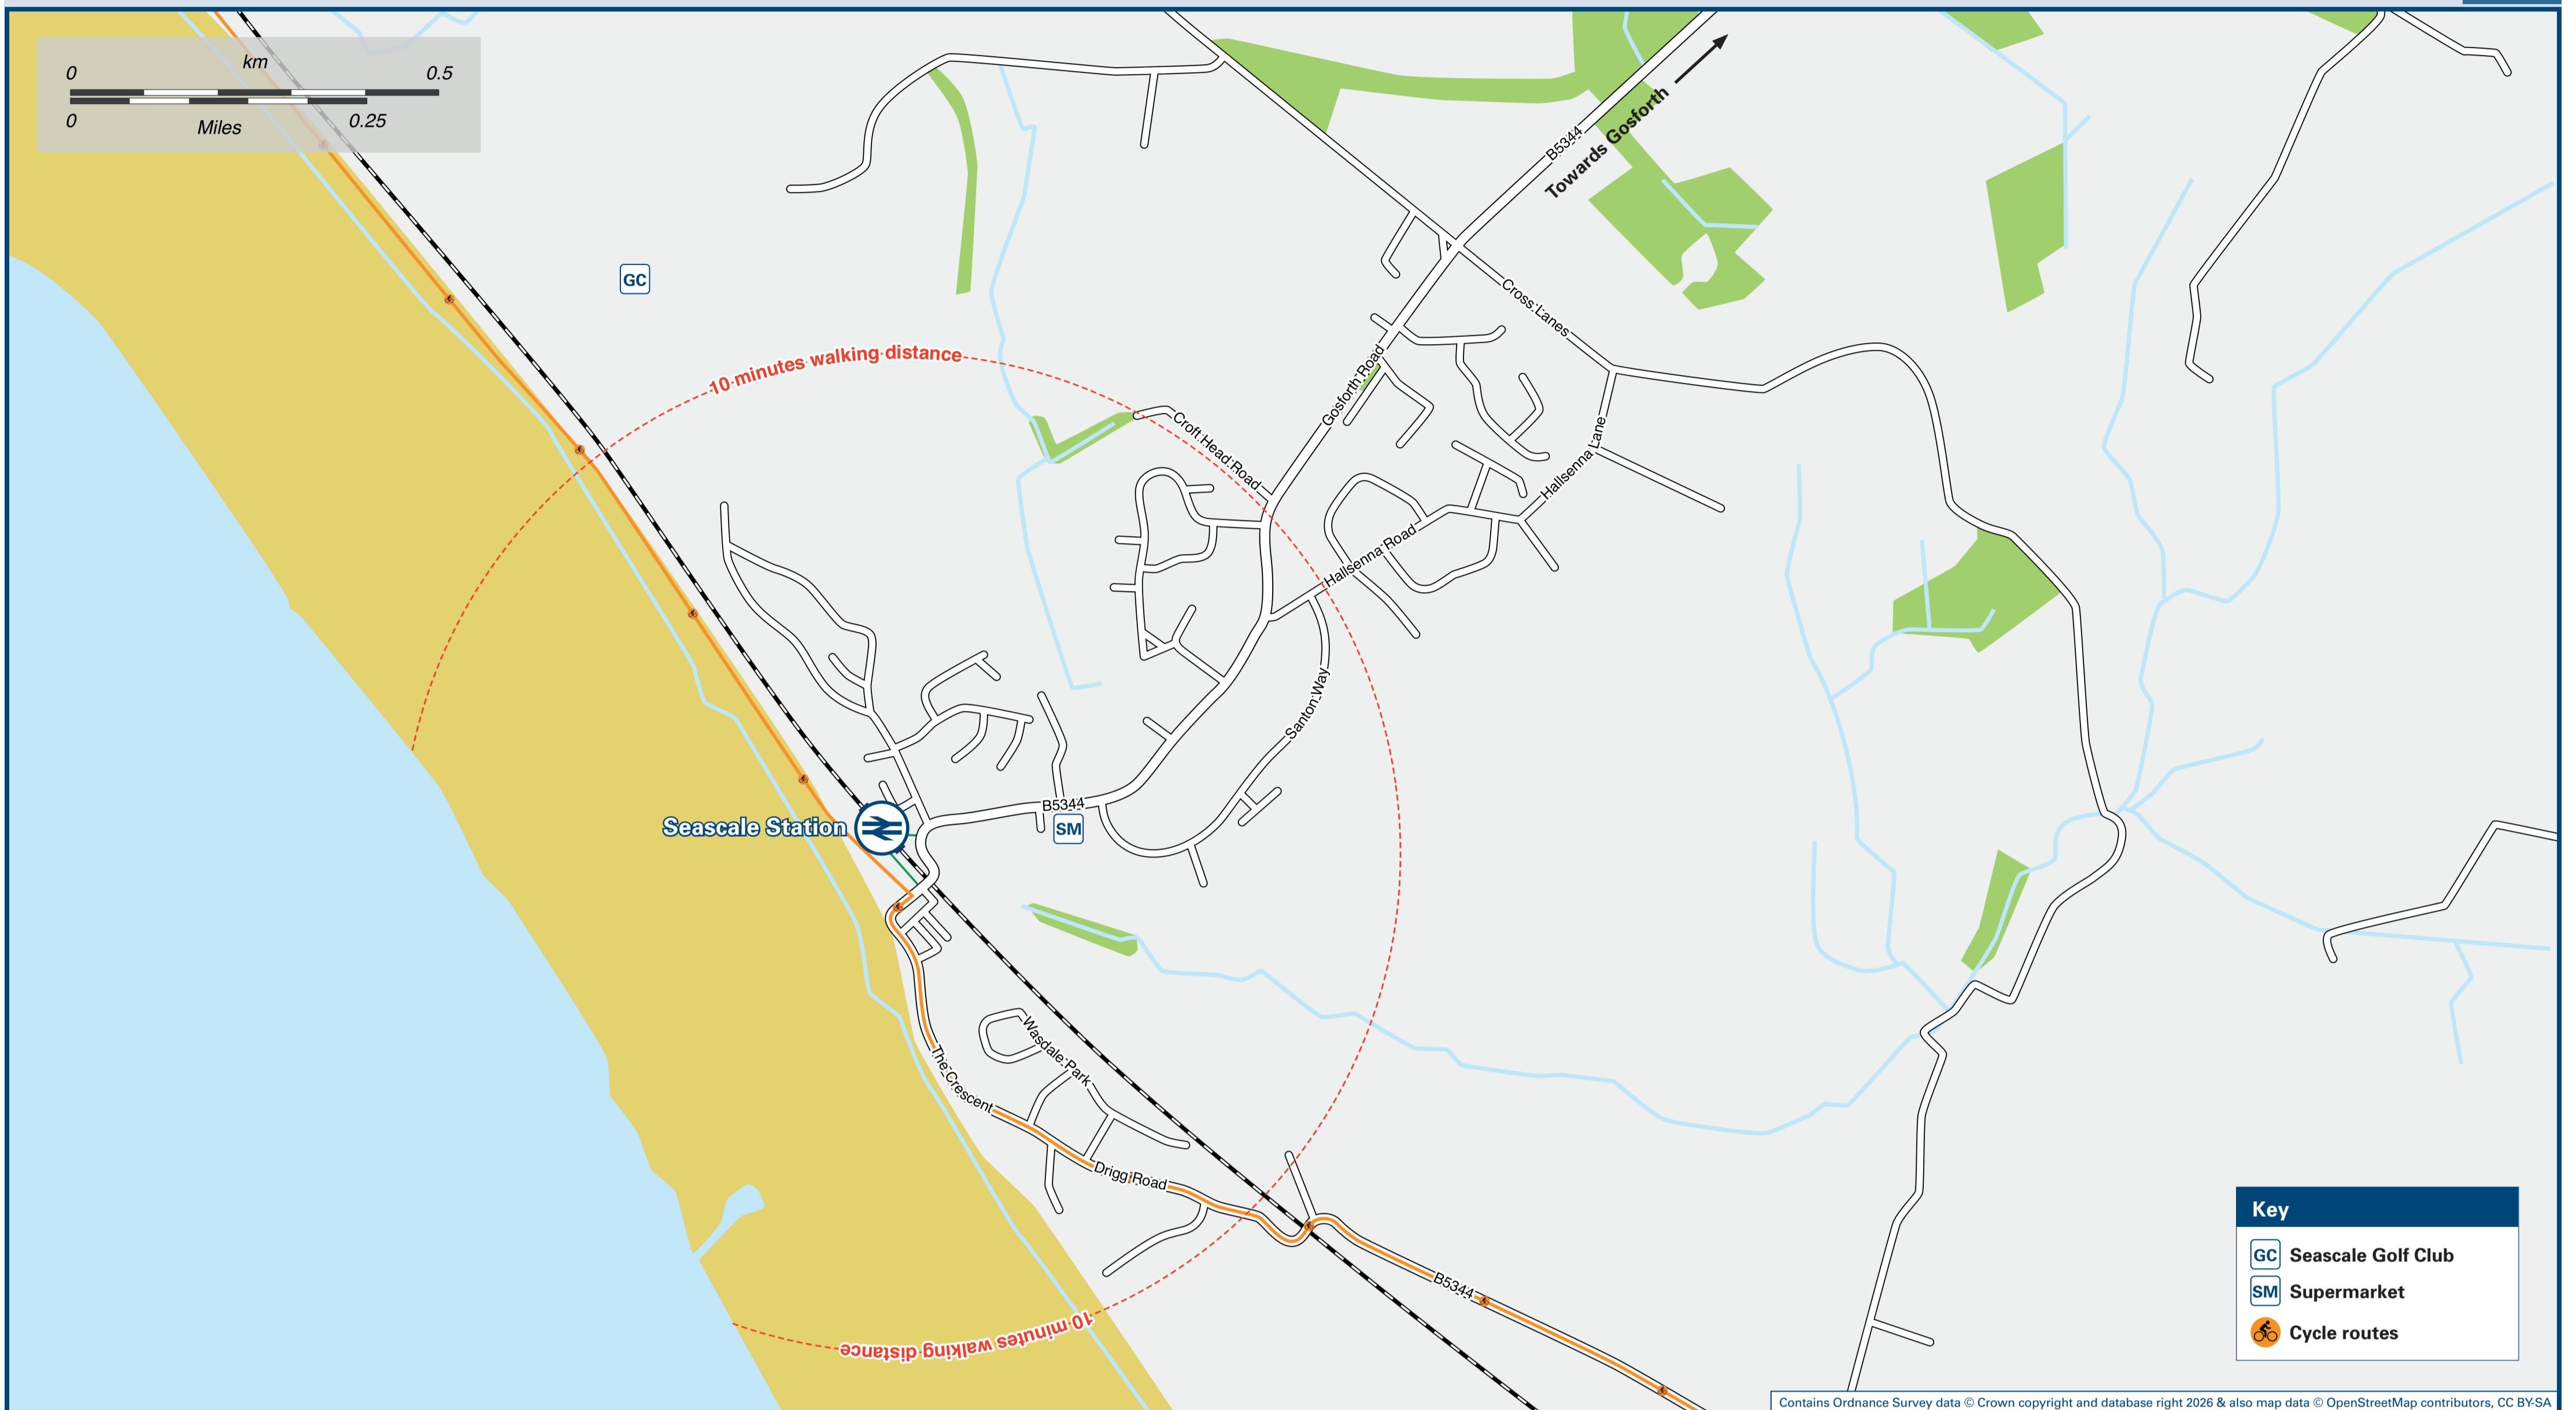 km
0 0.5
0 0.25
Miles
B5344
Towards Gosforth
GC
Cross Lanes
10 minutes walking distance
Gosforth Road
Croft Head Road
Hallsenna Lane
Hallsenna Road
Santon Way
B5344
Seascale Station
SM
Wasdale Park
The Crescent
Drigg Road
B5344
10 minutes walking distance
Key
GC Seascale Golf Club
SM Supermarket
Cycle routes
Contains Ordnance Survey data © Crown copyright and database right 2026 & also map data © OpenStreetMap contributors, CC BY-SA